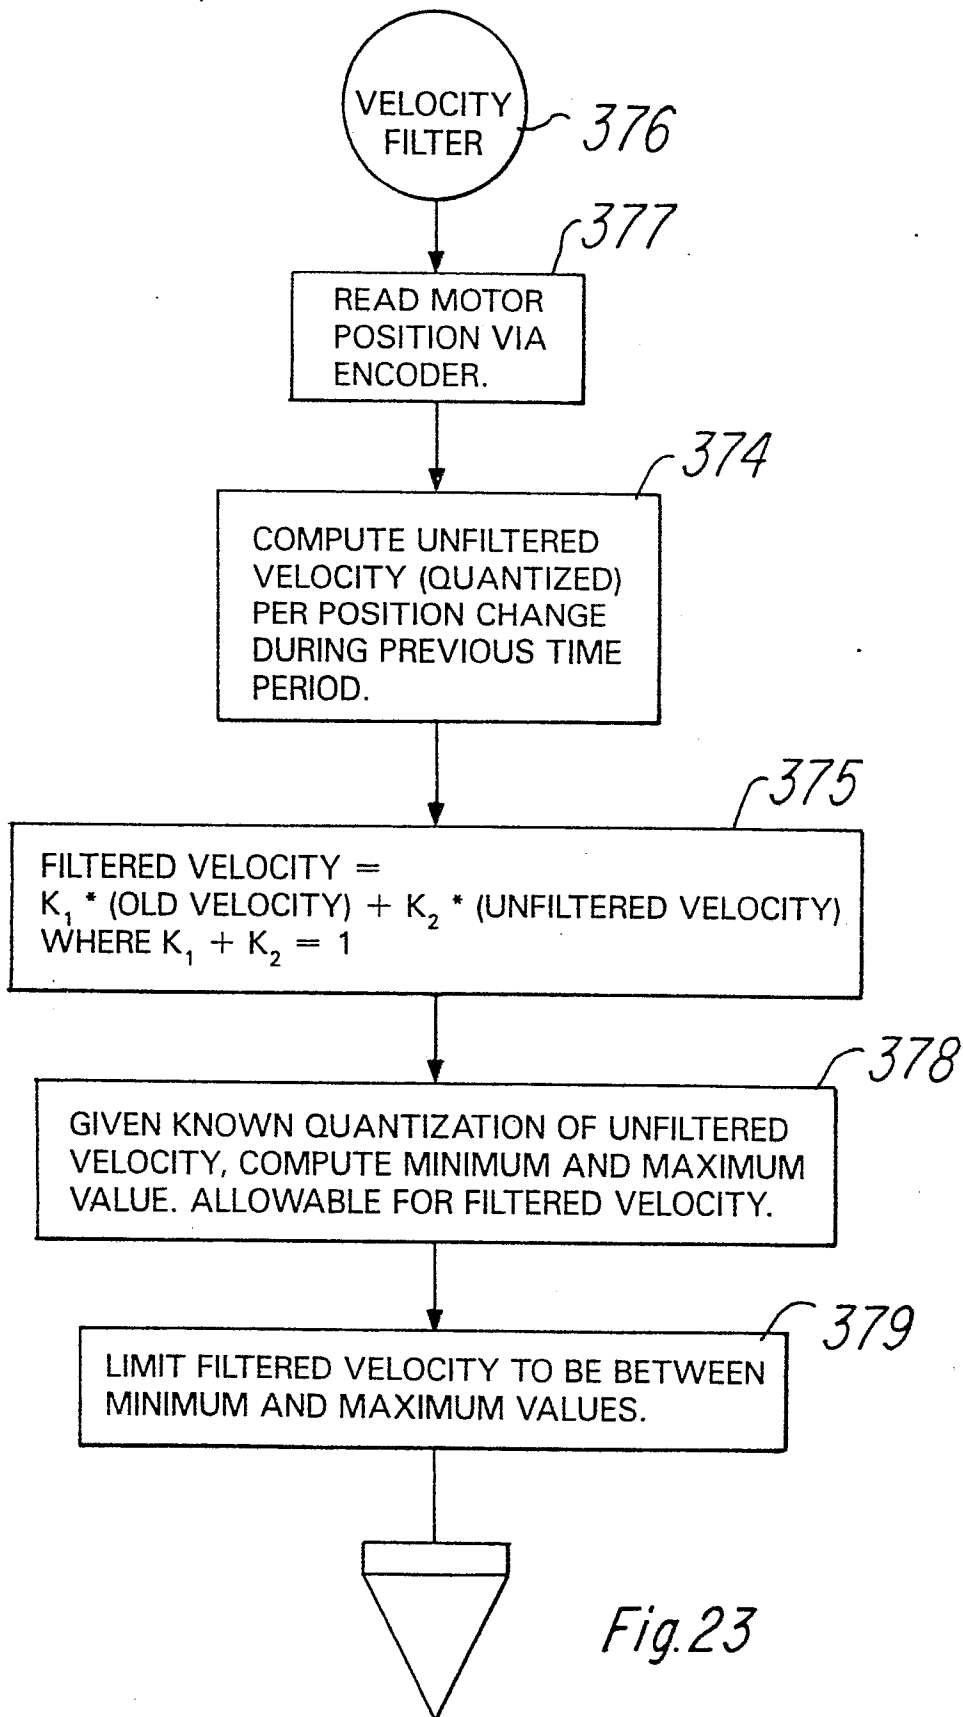 VELOCITY
FILTER
376
377
READ MOTOR
POSITION VIA
ENCODER.
374
COMPUTE UNFILTERED
VELOCITY (QUANTIZED)
PER POSITION CHANGE
DURING PREVIOUS TIME
PERIOD.
375
FILTERED VELOCITY =
K₁ * (OLD VELOCITY) + K₂ * (UNFILTERED VELOCITY)
WHERE K₁ + K₂ = 1
378
GIVEN KNOWN QUANTIZATION OF UNFILTERED
VELOCITY, COMPUTE MINIMUM AND MAXIMUM
VALUE. ALLOWABLE FOR FILTERED VELOCITY.
379
LIMIT FILTERED VELOCITY TO BE BETWEEN
MINIMUM AND MAXIMUM VALUES.
Fig. 23